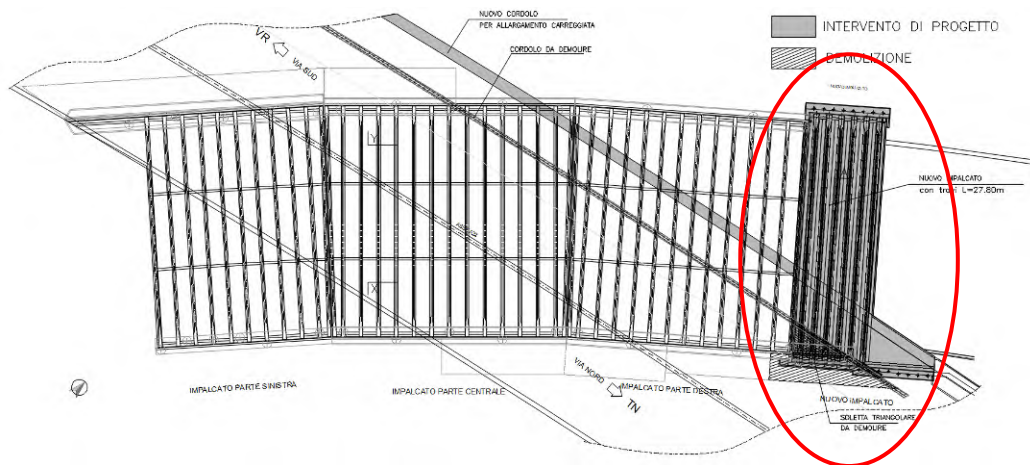 NUOVO CORDOLO
PER ALLARGAMENTO CARREGGIATA
INTERVENTO DI PROGETTO
VR
VIA SUD
CORDOLO DA DEMOLIRE
DEMOLIZIONE
NUOVO IMPALCATO
Y
NUOVO IMPALCATO
con travi L=27.80m
X
VIA NORD
TN
IMPALCATO PARTE SINISTRA
IMPALCATO PARTE CENTRALE
IMPALCATO PARTE DESTRA
NUOVO IMPALCATO
SOLETTA TRIANGOLARE
DA DEMOLIRE